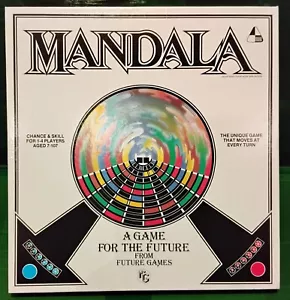 MANDALA
CHANCE & SKILL
FOR 1-4 PLAYERS
AGED 7-107
THE UNIQUE GAME
THAT MOVES AT
EVERY TURN
A GAME
FOR THE FUTURE
FROM
FUTURE GAMES